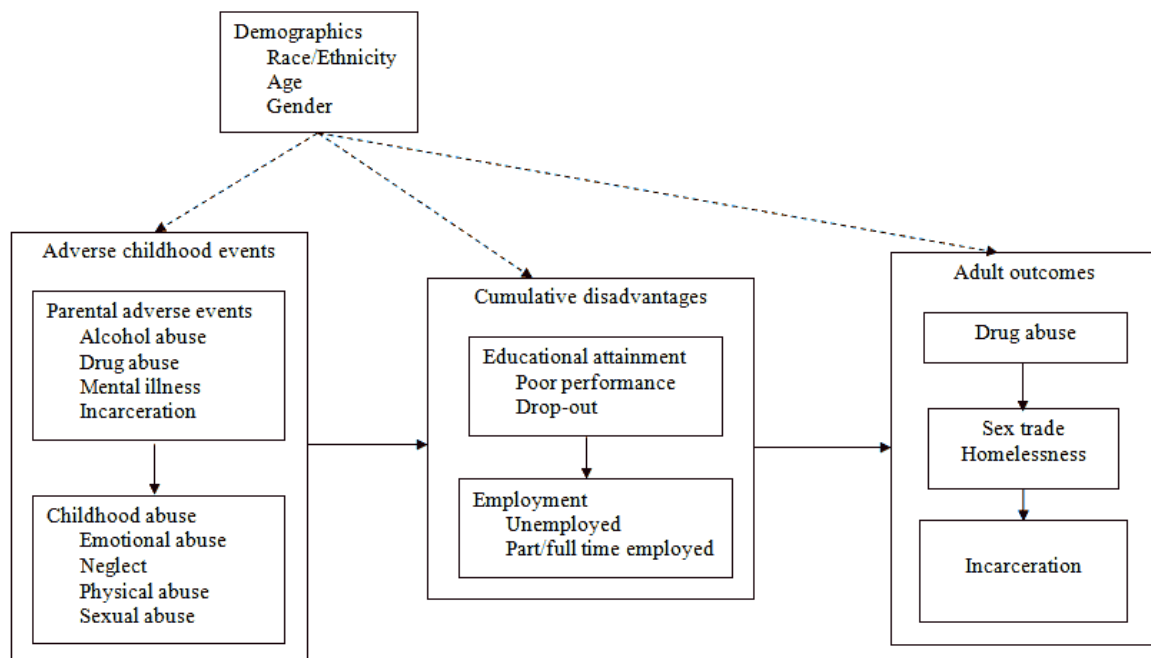 Demographics
Race/Ethnicity
Age
Gender
Adverse childhood events
Parental adverse events
Alcohol abuse
Drug abuse
Mental illness
Incarceration
Childhood abuse
Emotional abuse
Neglect
Physical abuse
Sexual abuse
Cumulative disadvantages
Educational attainment
Poor performance
Drop-out
Employment
Unemployed
Part/full time employed
Adult outcomes
Drug abuse
Sex trade
Homelessness
Incarceration